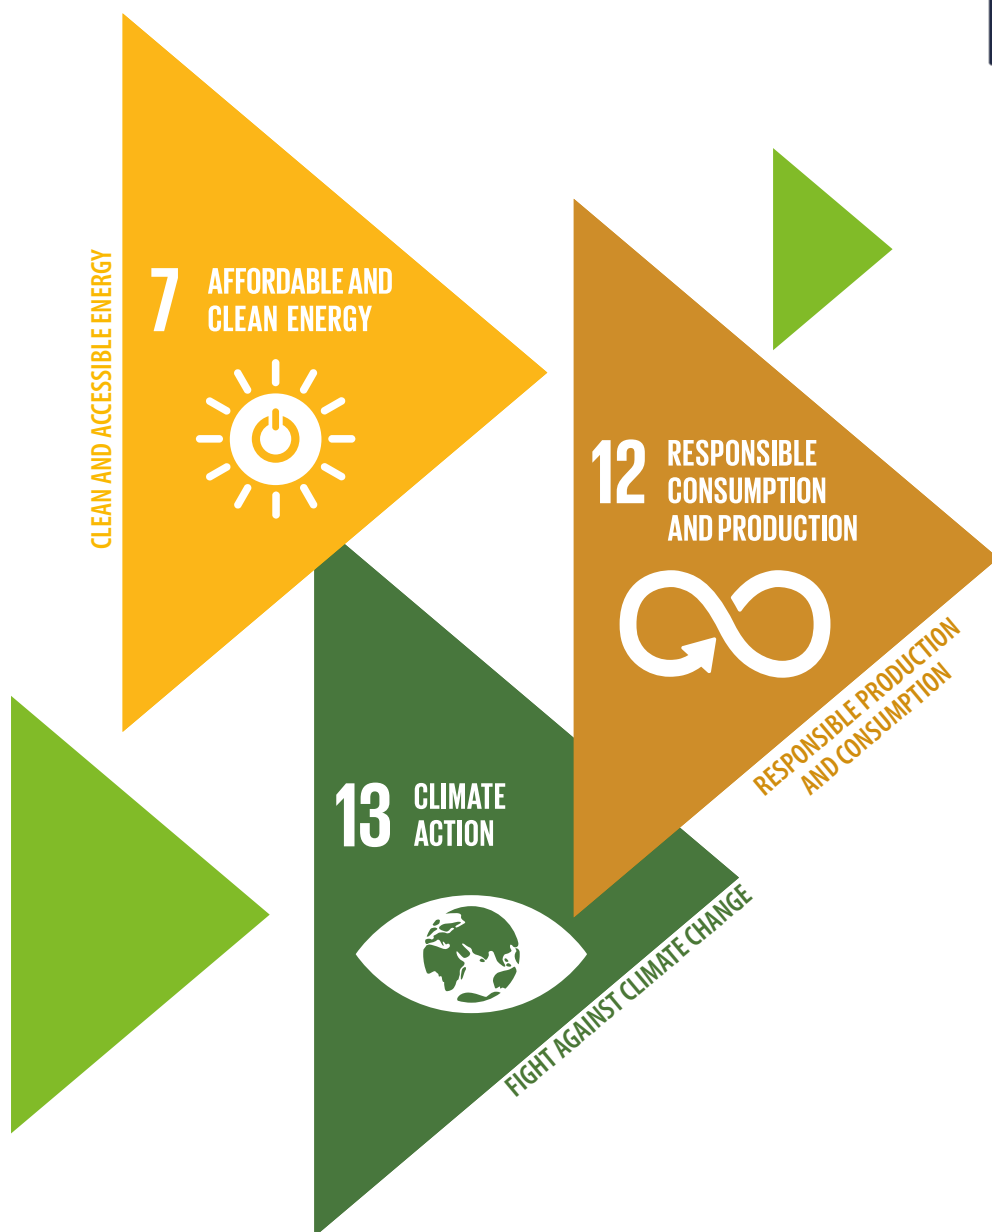 CLEAN AND ACCESSIBLE ENERGY
7 AFFORDABLE AND
CLEAN ENERGY
12 RESPONSIBLE
CONSUMPTION
AND PRODUCTION
RESPONSIBLE PRODUCTION
AND CONSUMPTION
13 CLIMATE
ACTION
FIGHT AGAINST CLIMATE CHANGE